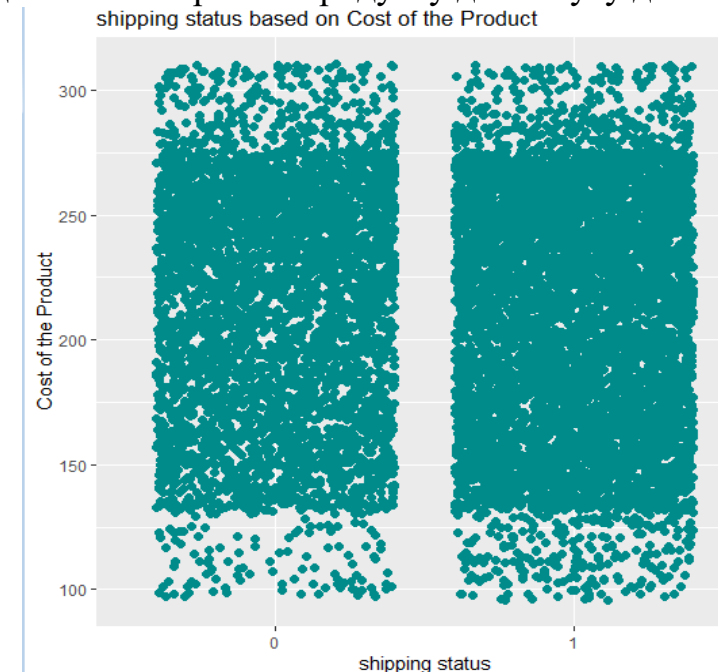 shipping status based on Cost of the Product
300
250
200
150
100
Cost of the Product
0 1
shipping status